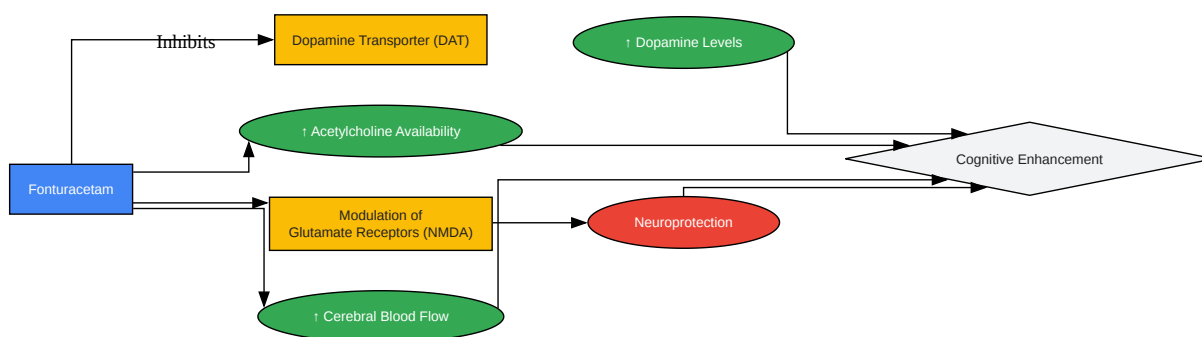 Inhibits
Dopamine Transporter (DAT)
↑ Dopamine Levels
↑ Acetylcholine Availability
Cognitive Enhancement
Fonturacetam
Modulation of
Glutamate Receptors (NMDA)
Neuroprotection
↑ Cerebral Blood Flow